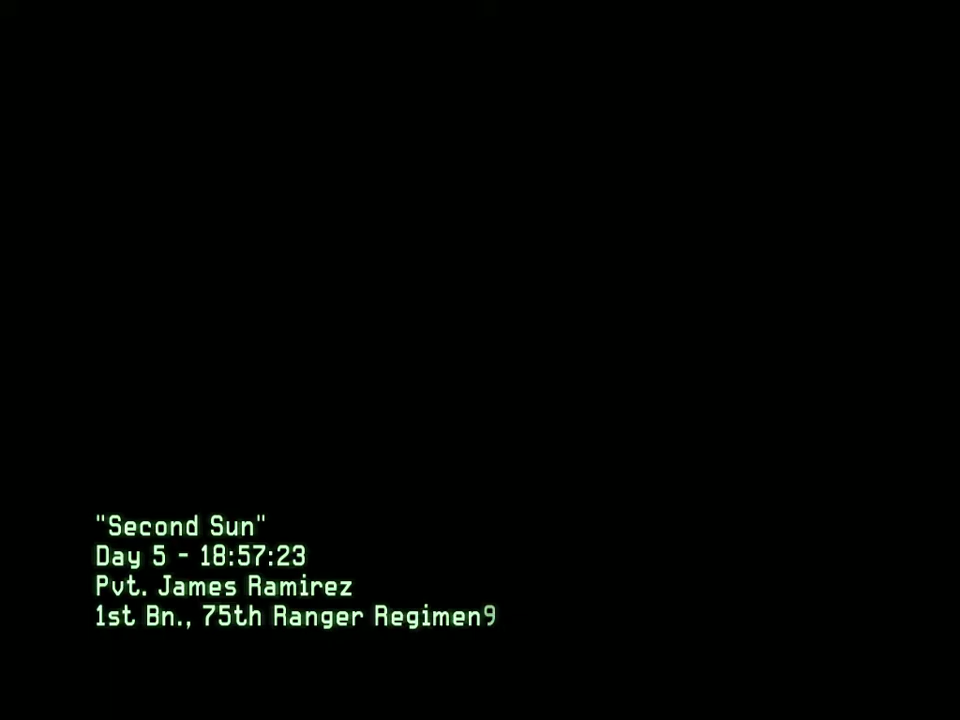 "Second Sun"
Day 5 - 18:57:23
Pvt. James Ramirez
1st Bn., 75th Ranger Regimen9